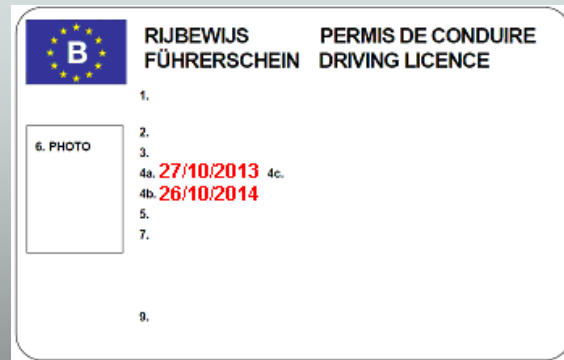 B
RIJBEWIJS PERMIS DE CONDUIRE
FÜHRERSCHEIN DRIVING LICENCE
1.
2.
6. PHOTO
3.
4a. 27/10/2013 4c.
4b. 26/10/2014
5.
7.
9.